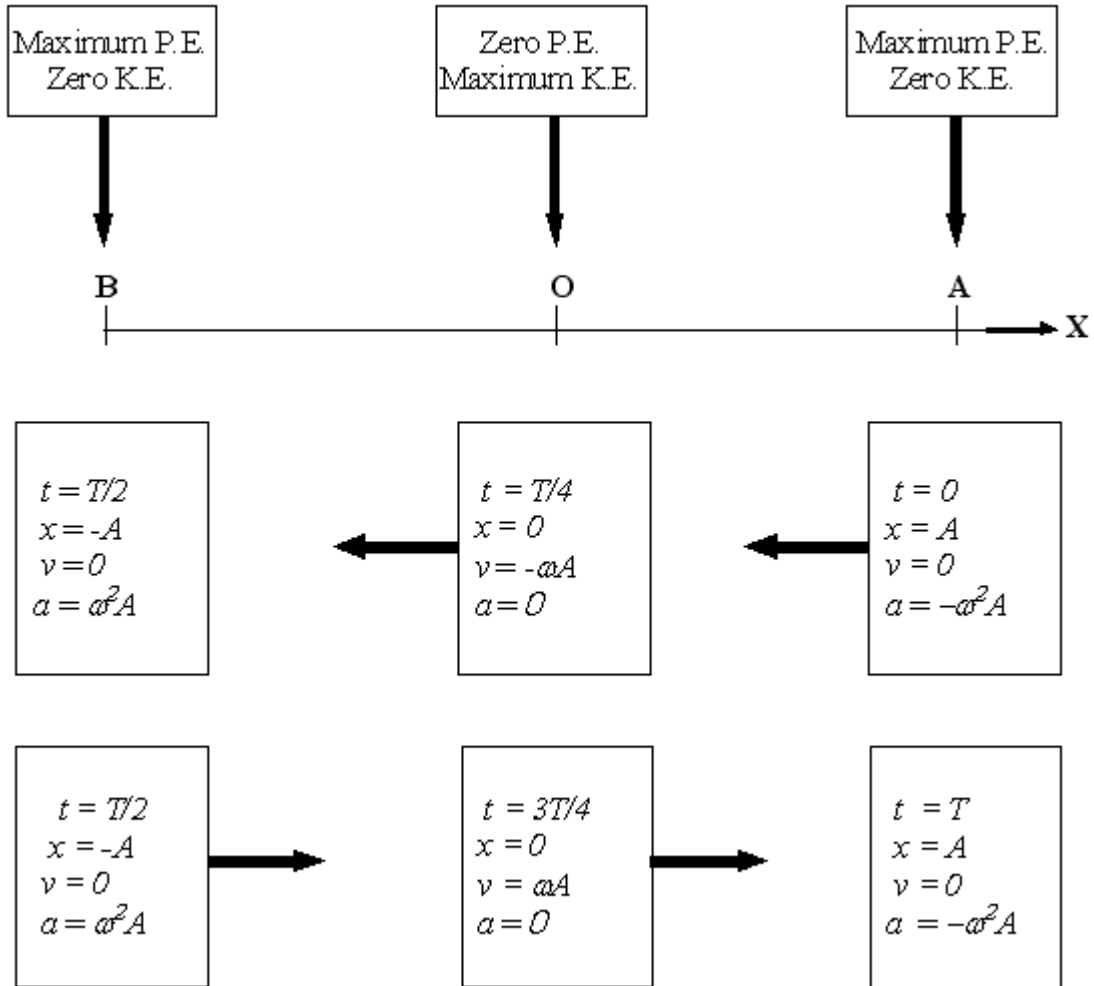 Maximum P.E.
Zero K.E.
Zero P.E.
Maximum K.E.
Maximum P.E.
Zero K.E.
B
O
A
X
t = T/2
x = -A
v = 0
a = ω²A
t = T/4
x = 0
v = -ωA
a = 0
t = 0
x = A
v = 0
a = –ω²A
t = T/2
x = -A
v = 0
a = ω²A
t = 3T/4
x = 0
v = ωA
a = 0
t = T
x = A
v = 0
a = –ω²A